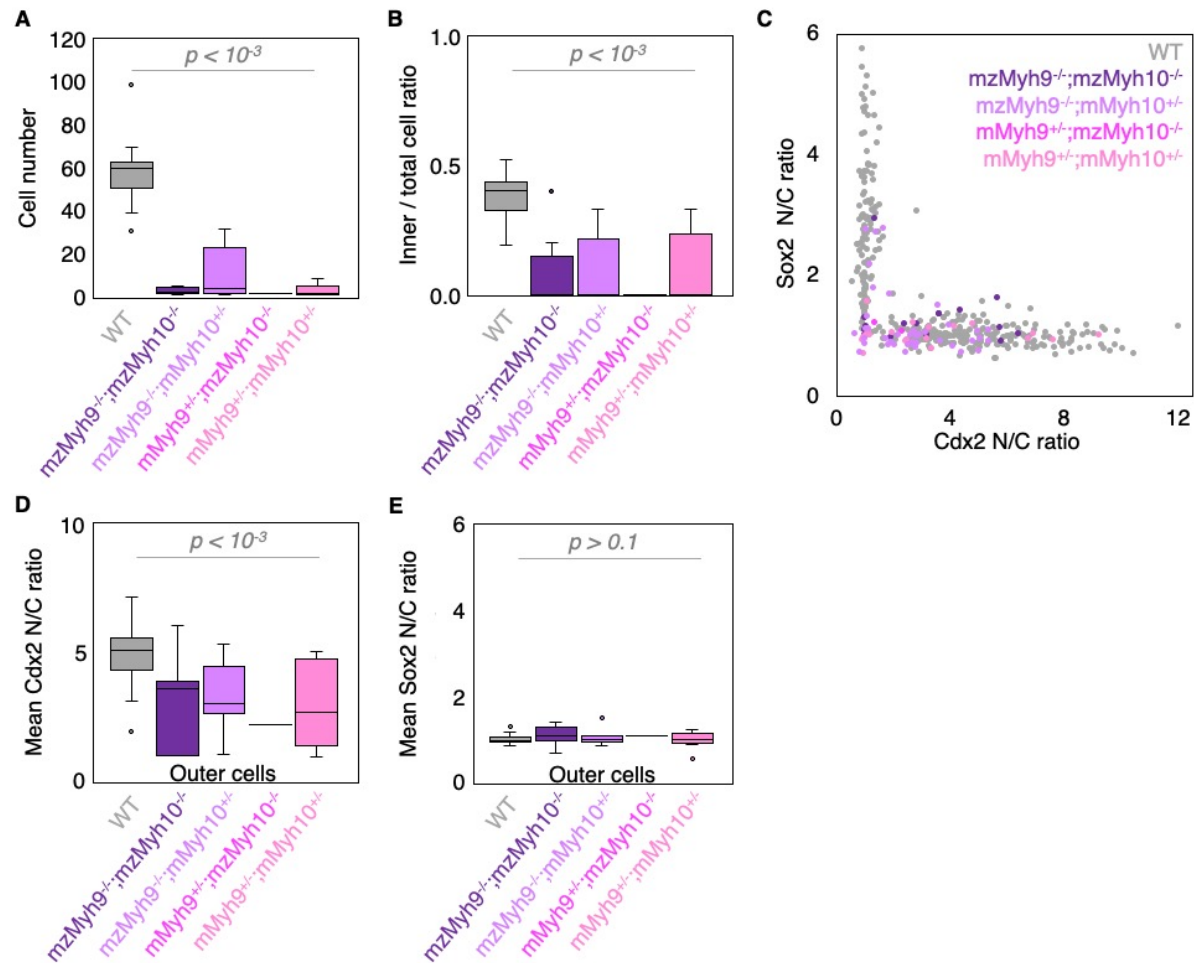 A
120
100
80
60
40
20
0
Cell number
p < 10⁻³
WT
mzMyh9⁻/⁻;mzMyh10⁻/⁻
mzMyh9⁻/⁻;mMyh10⁺/⁻
mMyh9⁺/⁻;mzMyh10⁻/⁻
mMyh9⁺/⁻;mMyh10⁺/⁻
B
1.0
0.5
0.0
Inner / total cell ratio
p < 10⁻³
WT
mzMyh9⁻/⁻;mzMyh10⁻/⁻
mzMyh9⁻/⁻;mMyh10⁺/⁻
mMyh9⁺/⁻;mzMyh10⁻/⁻
mMyh9⁺/⁻;mMyh10⁺/⁻
C
6
4
2
0
Sox2 N/C ratio
WT
mzMyh9⁻/⁻;mzMyh10⁻/⁻
mzMyh9⁻/⁻;mMyh10⁺/⁻
mMyh9⁺/⁻;mzMyh10⁻/⁻
mMyh9⁺/⁻;mMyh10⁺/⁻
0 4 8 12
Cdx2 N/C ratio
D
10
5
0
Mean Cdx2 N/C ratio
p < 10⁻³
Outer cells
WT
mzMyh9⁻/⁻;mzMyh10⁻/⁻
mzMyh9⁻/⁻;mMyh10⁺/⁻
mMyh9⁺/⁻;mzMyh10⁻/⁻
mMyh9⁺/⁻;mMyh10⁺/⁻
E
6
4
2
0
Mean Sox2 N/C ratio
p > 0.1
Outer cells
WT
mzMyh9⁻/⁻;mzMyh10⁻/⁻
mzMyh9⁻/⁻;mMyh10⁺/⁻
mMyh9⁺/⁻;mzMyh10⁻/⁻
mMyh9⁺/⁻;mMyh10⁺/⁻